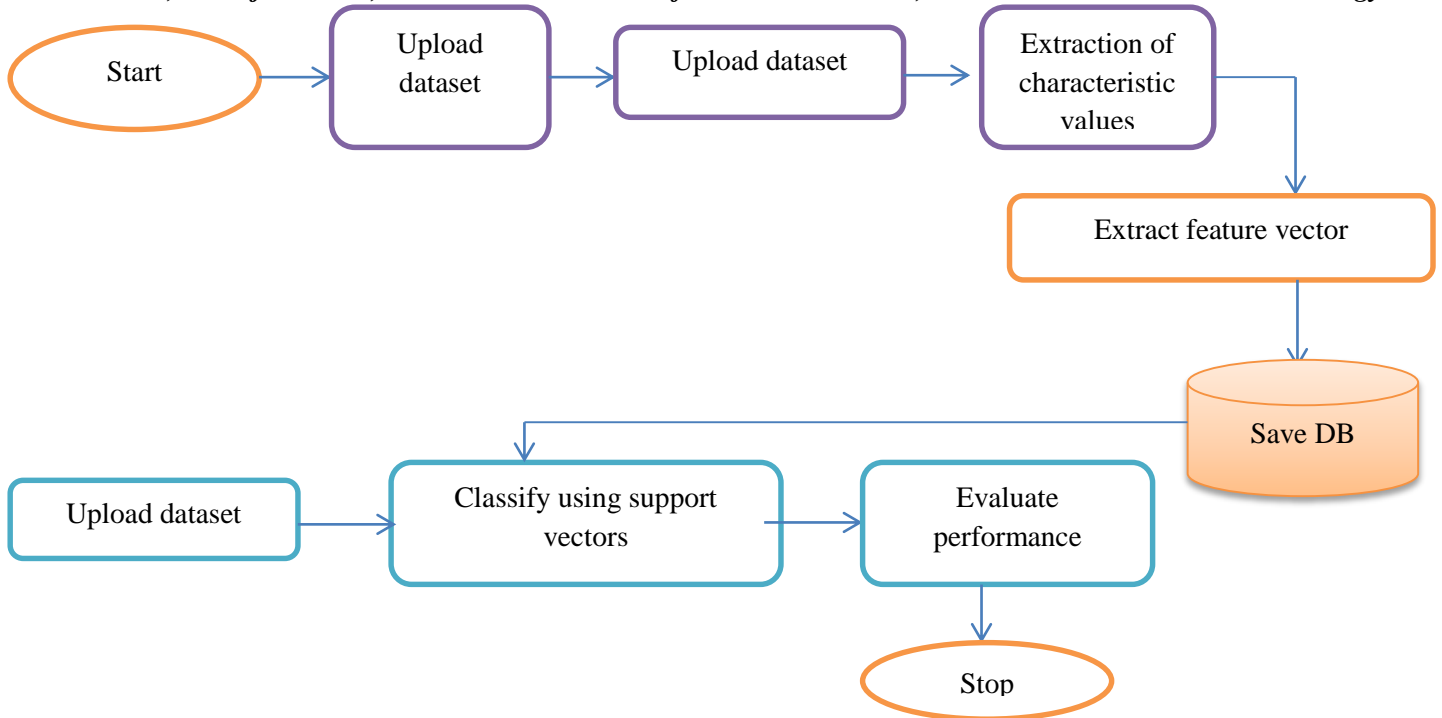 Start
Upload
dataset
Upload dataset
Extraction of
characteristic
values
Extract feature vector
Save DB
Upload dataset
Classify using support
vectors
Evaluate
performance
Stop